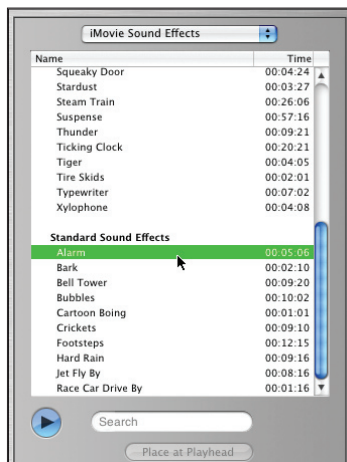 iMovie Sound Effects
Name Time
Squeaky Door 00:04:24
Stardust 00:03:27
Steam Train 00:26:06
Suspense 00:57:16
Thunder 00:09:21
Ticking Clock 00:20:21
Tiger 00:04:05
Tire Skids 00:02:01
Typewriter 00:07:02
Xylophone 00:04:08
Standard Sound Effects
Alarm 00:05:06
Bark 00:02:10
Bell Tower 00:09:20
Bubbles 00:10:02
Cartoon Boing 00:01:01
Crickets 00:09:10
Footsteps 00:12:15
Hard Rain 00:09:16
Jet Fly By 00:08:16
Race Car Drive By 00:01:16
Search
Place at Playhead